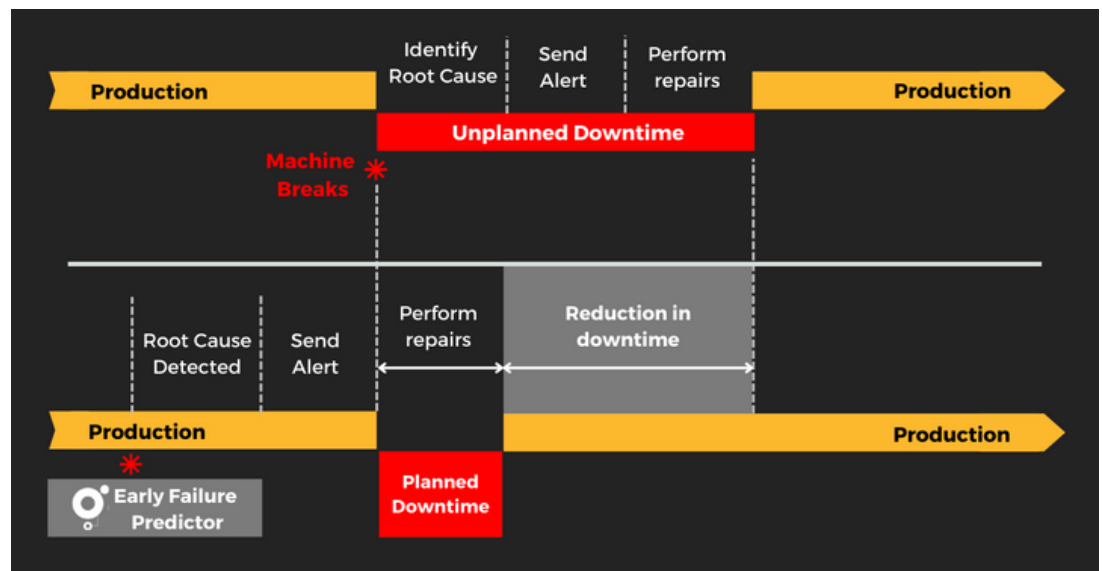 Identify
Root Cause
Send
Alert
Perform
repairs
Production
Production
Unplanned Downtime
Machine
Breaks
Root Cause
Detected
Send
Alert
Perform
repairs
Reduction in
downtime
Production
Production
Early Failure
Predictor
Planned
Downtime